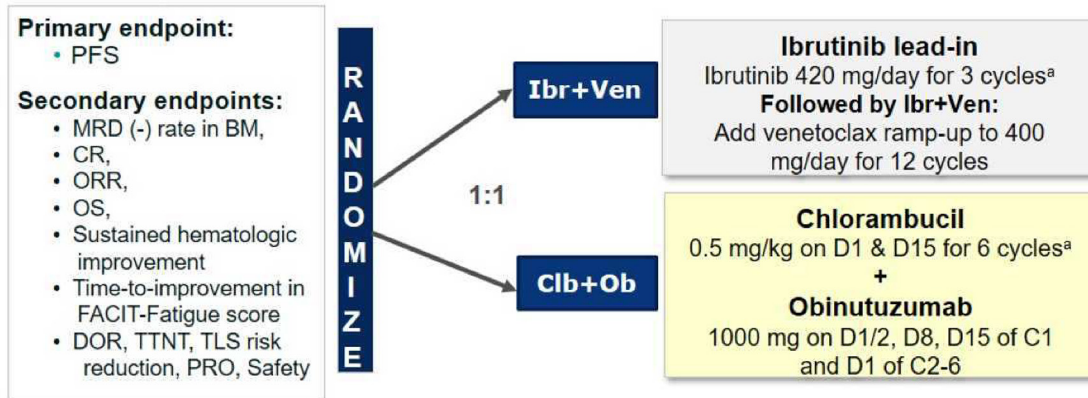 Primary endpoint:
• PFS
Secondary endpoints:
• MRD (-) rate in BM,
• CR,
• ORR,
• OS,
• Sustained hematologic
improvement
• Time-to-improvement in
FACIT-Fatigue score
• DOR, TTNT, TLS risk
reduction, PRO, Safety
RANDOMIZE
1:1
Ibr+Ven
Ibrutinib lead-in
Ibrutinib 420 mg/day for 3 cyclesᵃ
Followed by Ibr+Ven:
Add venetoclax ramp-up to 400
mg/day for 12 cycles
Clb+Ob
Chlorambucil
0.5 mg/kg on D1 & D15 for 6 cyclesᵃ
+
Obinutuzumab
1000 mg on D1/2, D8, D15 of C1
and D1 of C2-6